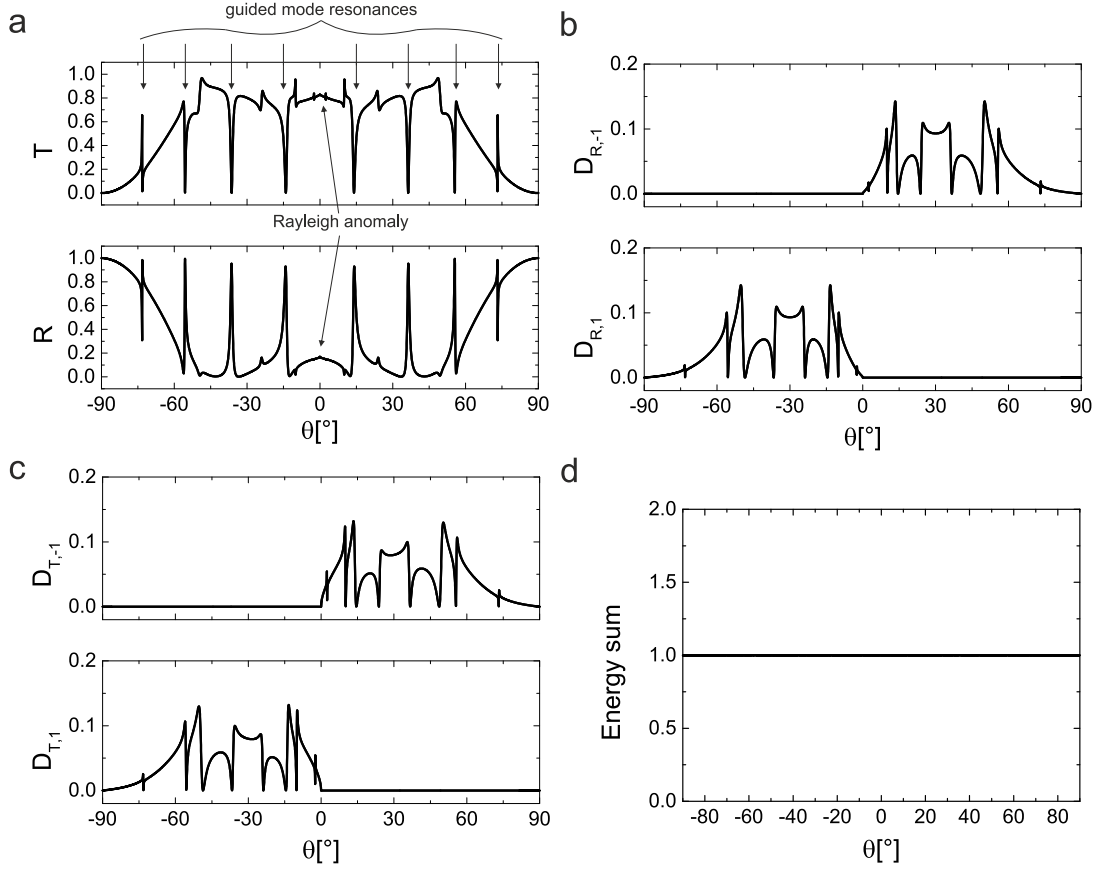 a
guided mode resonances
1.0
0.8
0.6
0.4
0.2
0.0
T
Rayleigh anomaly
1.0
0.8
0.6
0.4
0.2
0.0
R
-90 -60 -30 0 30 60 90
θ[°]
b
0.2
0.1
0.0
D_R,-1
0.2
0.1
0.0
D_R,1
-90 -60 -30 0 30 60 90
θ[°]
c
0.2
0.1
0.0
D_T,-1
0.2
0.1
0.0
D_T,1
-90 -60 -30 0 30 60 90
θ[°]
d
2.0
1.5
1.0
0.5
0.0
Energy sum
-80 -60 -40 -20 0 20 40 60 80
θ[°]